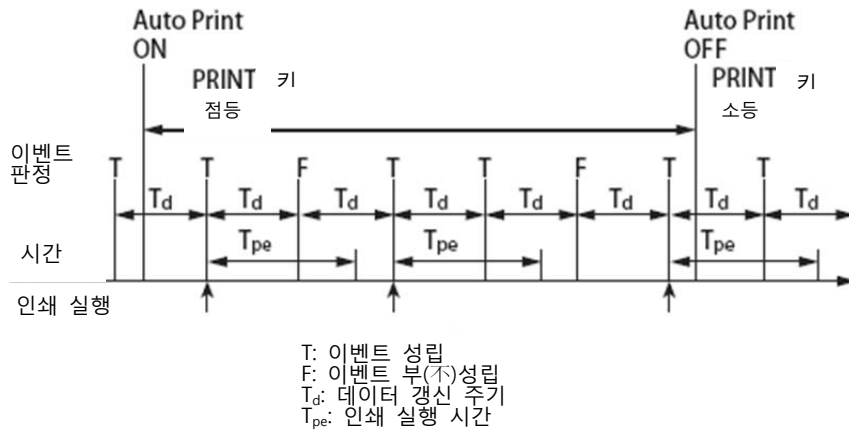 Auto Print
ON
Auto Print
OFF
PRINT 키
점등
PRINT 키
소등
이벤트
판정
T T F T T F T T
Td Td Td Td Td Td Td Td
Tpe Tpe Tpe
시간
인쇄 실행
T: 이벤트 성립
F: 이벤트 부(不)성립
Td: 데이터 갱신 주기
Tpe: 인쇄 실행 시간